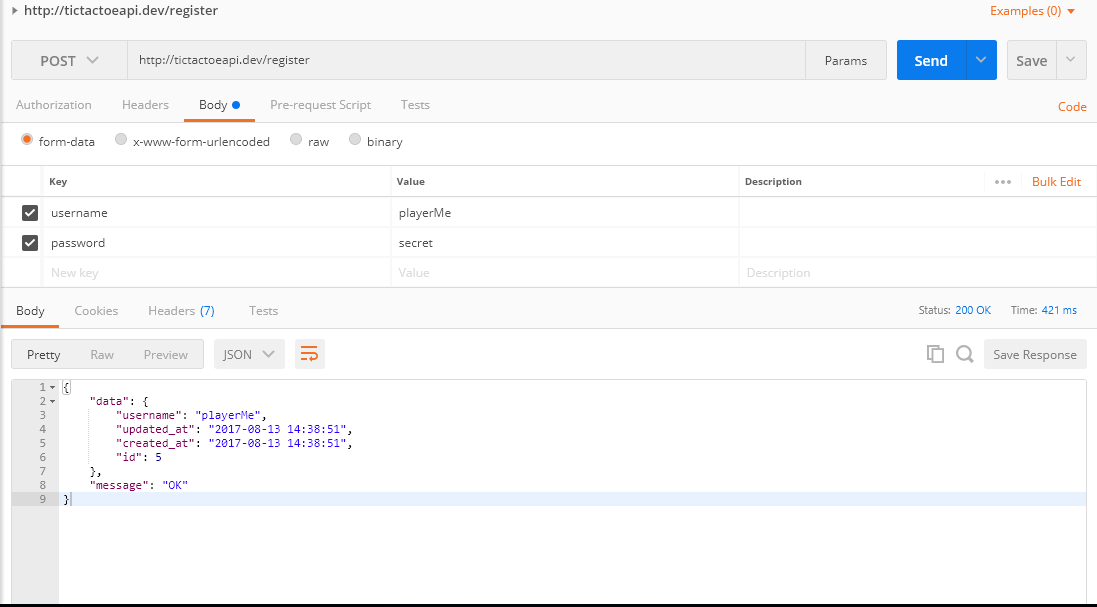 http://tictactoeapi.dev/register Examples (0)
POST http://tictactoeapi.dev/register Params Send Save
Authorization Headers Body Pre-request Script Tests Code
form-data x-www-form-urlencoded raw binary
Key Value Description ••• Bulk Edit
username playerMe
password secret
New key Value Description
Body Cookies Headers (7) Tests Status: 200 OK Time: 421 ms
Pretty Raw Preview JSON Save Response
1 {
2 "data": {
3 "username": "playerMe",
4 "updated_at": "2017-08-13 14:38:51",
5 "created_at": "2017-08-13 14:38:51",
6 "id": 5
7 },
8 "message": "OK"
9 }